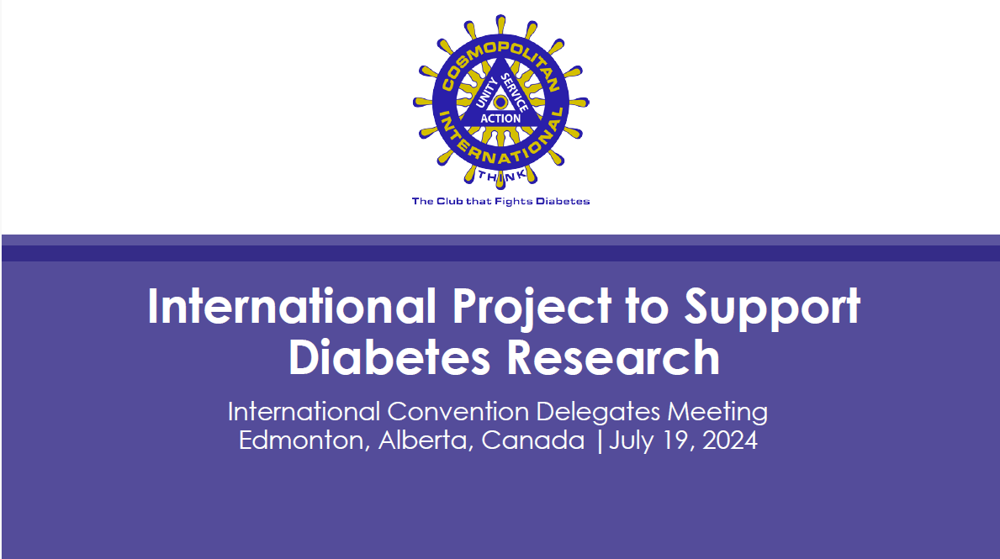 COSMOPOLITAN
UNITY
SERVICE
ACTION
INTERNATIONAL
THINK
The Club that Fights Diabetes
International Project to Support
Diabetes Research
International Convention Delegates Meeting
Edmonton, Alberta, Canada | July 19, 2024